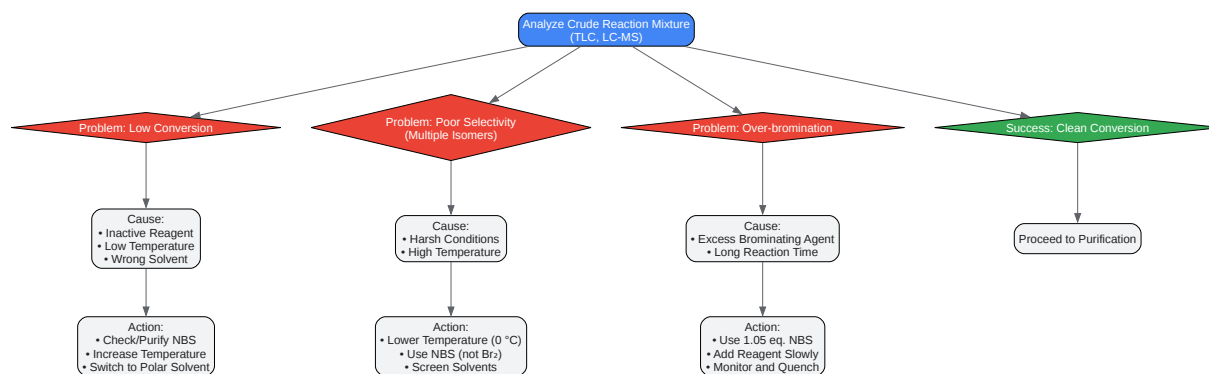 Analyze Crude Reaction Mixture
(TLC, LC-MS)
Problem: Low Conversion
Problem: Poor Selectivity
(Multiple Isomers)
Problem: Over-bromination
Success: Clean Conversion
Cause:
• Inactive Reagent
• Low Temperature
• Wrong Solvent
Cause:
• Harsh Conditions
• High Temperature
Cause:
• Excess Brominating Agent
• Long Reaction Time
Proceed to Purification
Action:
• Check/Purify NBS
• Increase Temperature
• Switch to Polar Solvent
Action:
• Lower Temperature (0 °C)
• Use NBS (not Br₂)
• Screen Solvents
Action:
• Use 1.05 eq. NBS
• Add Reagent Slowly
• Monitor and Quench